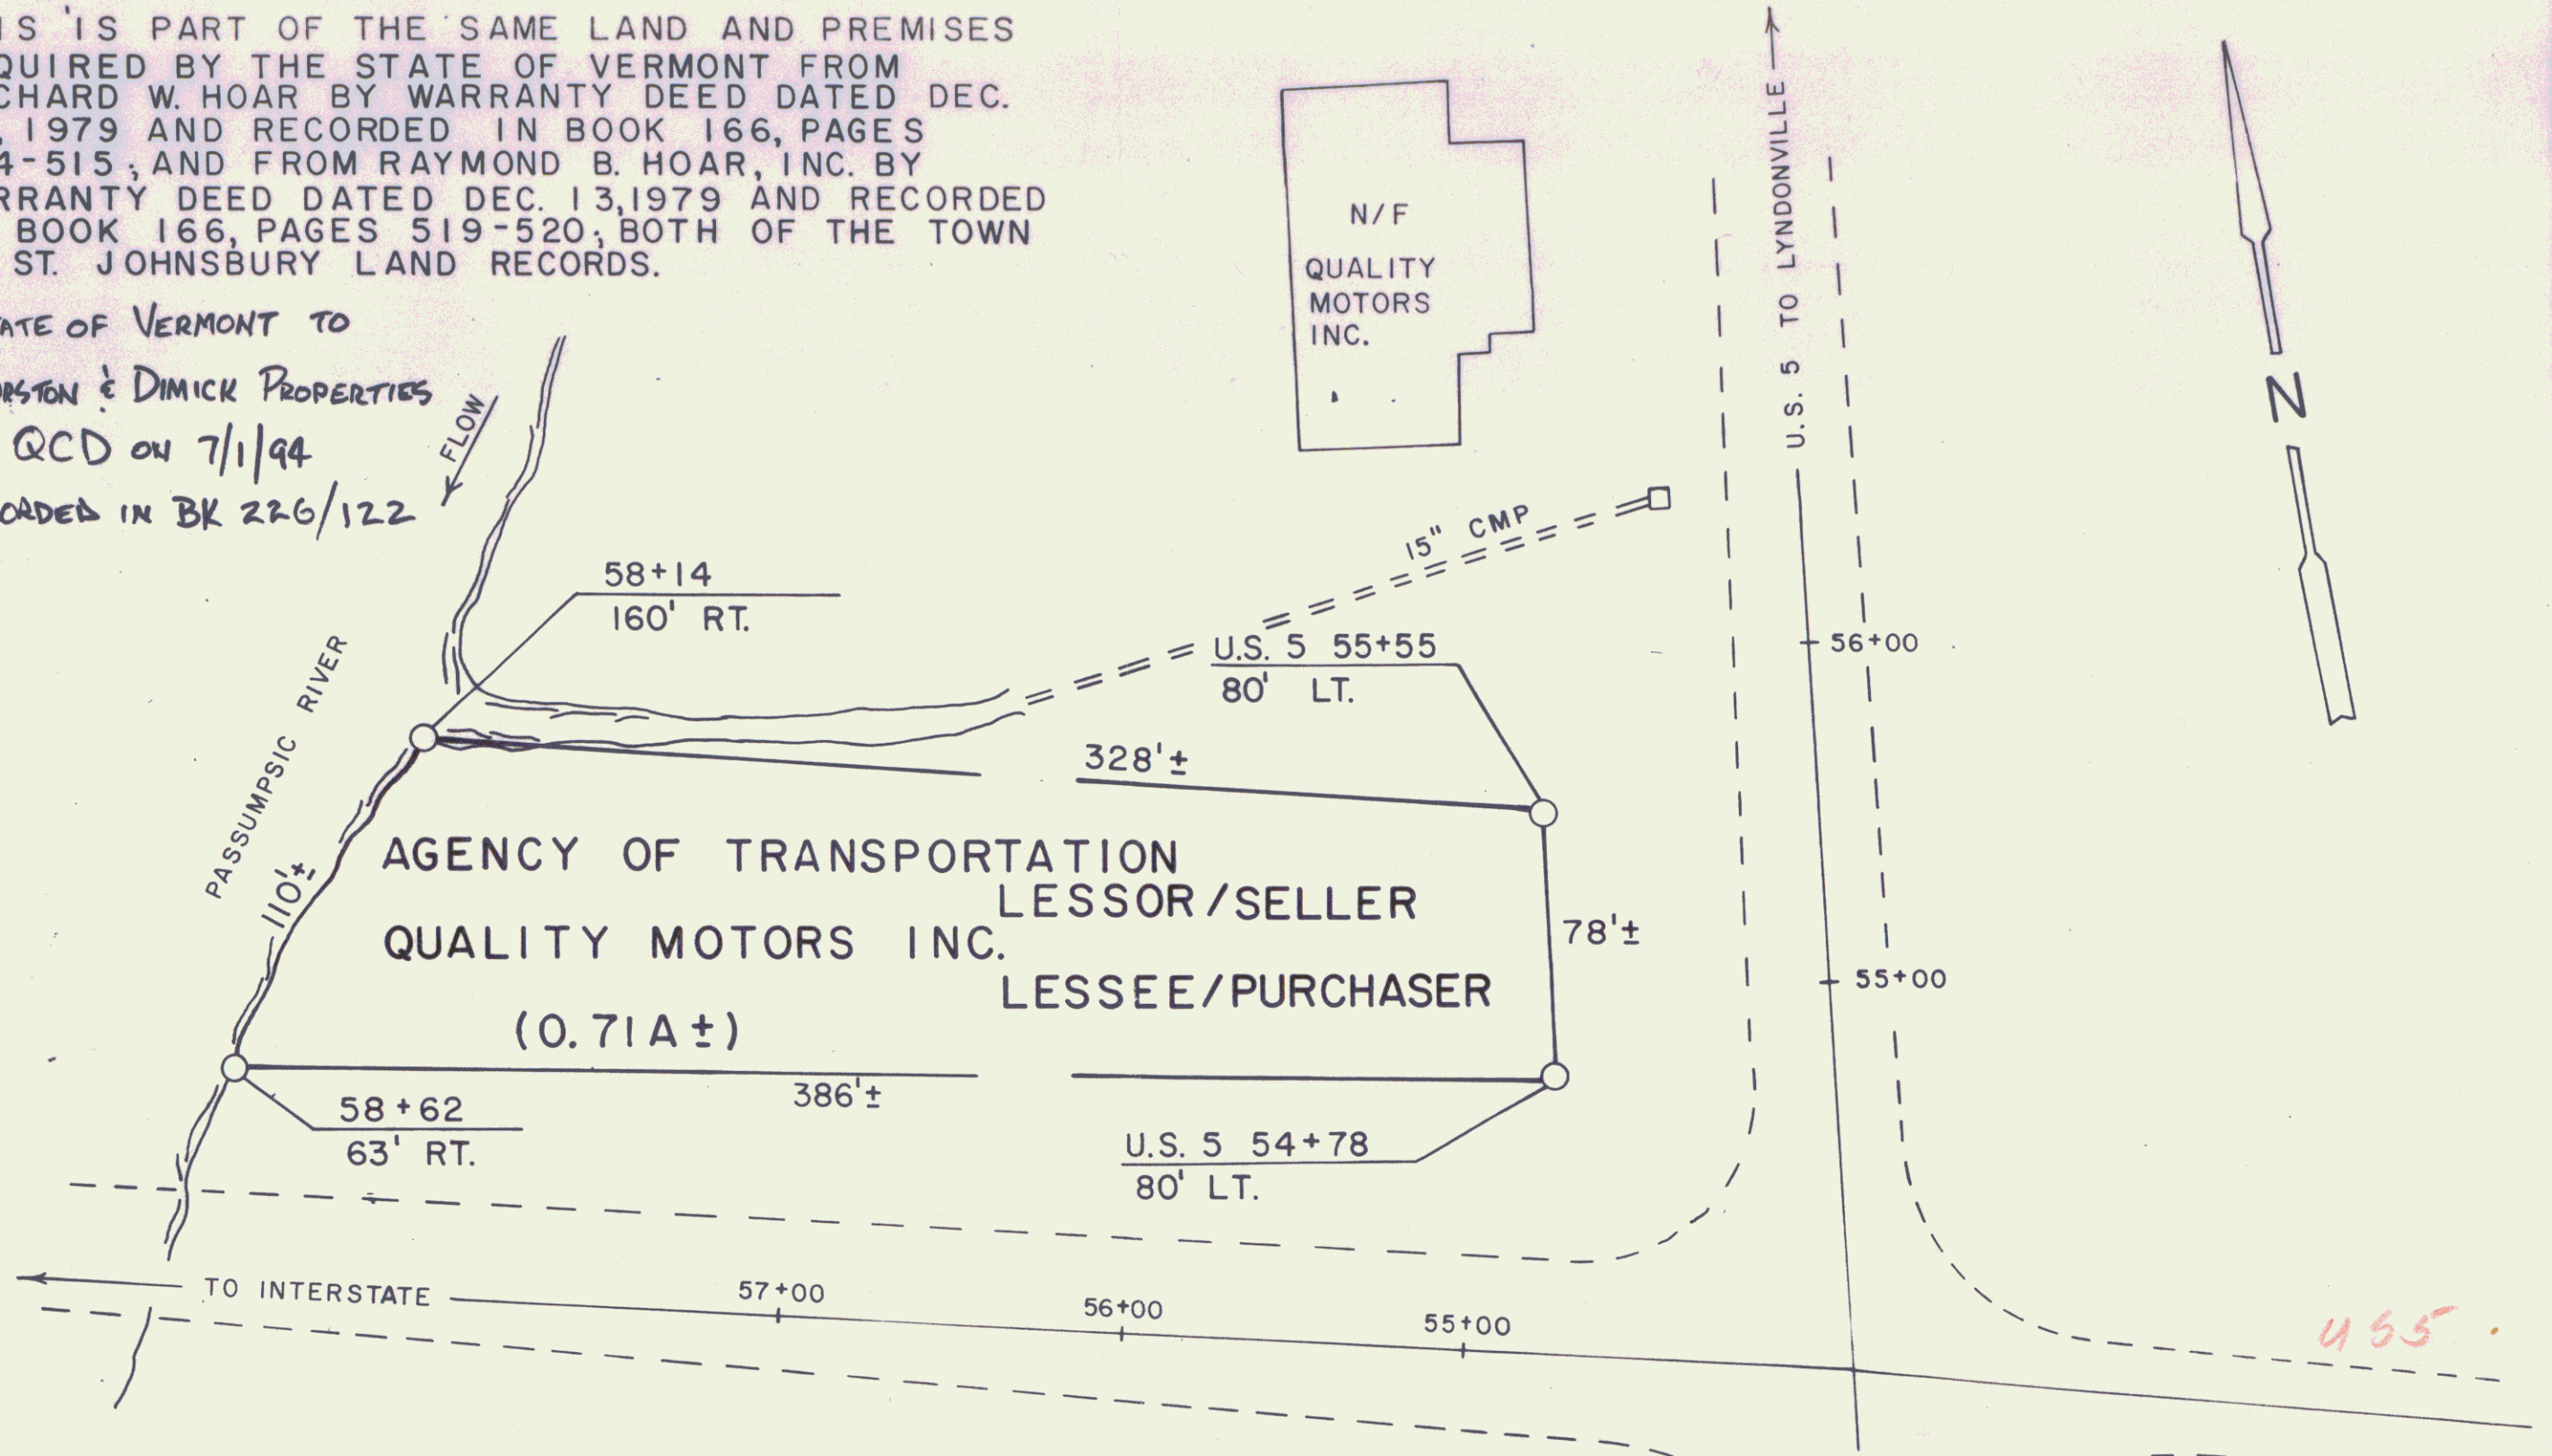 IS IS PART OF THE SAME LAND AND PREMISES
QUIRED BY THE STATE OF VERMONT FROM
CHARD W. HOAR BY WARRANTY DEED DATED DEC.
, 1979 AND RECORDED IN BOOK 166, PAGES
4-515; AND FROM RAYMOND B. HOAR, INC. BY
RRANTY DEED DATED DEC. 13, 1979 AND RECORDED
BOOK 166, PAGES 519-520; BOTH OF THE TOWN
ST. JOHNSBURY LAND RECORDS.
ATE OF VERMONT TO
RSTON & DIMICK PROPERTIES
QCD ON 7/1/94
ORDED IN BK 226/122
FLOW
N/F
QUALITY
MOTORS
INC.
U.S. 5 TO LYNDONVILLE
N
15" CMP
58+14
160' RT.
U.S. 5 55+55
80' LT.
56+00
PASSUMPSIC RIVER
328'±
110'±
AGENCY OF TRANSPORTATION
LESSOR/SELLER
QUALITY MOTORS INC.
LESSEE/PURCHASER
78'±
55+00
(0.71A±)
386'±
58+62
63' RT.
U.S. 5 54+78
80' LT.
TO INTERSTATE
57+00
56+00
55+00
US5